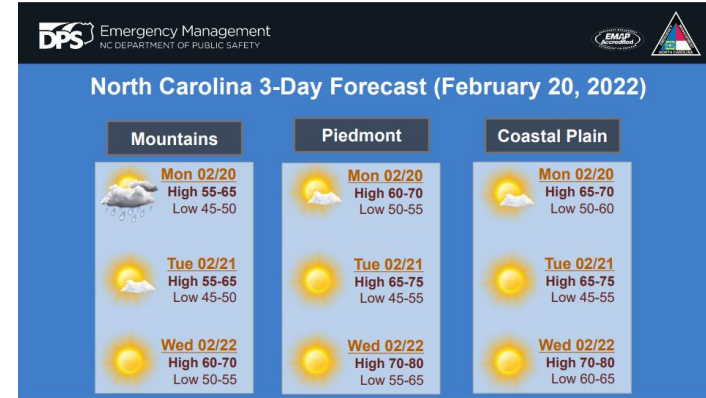 DPS
Emergency Management
NC DEPARTMENT OF PUBLIC SAFETY
EMAP
Accredited
NORTH CAROLINA
North Carolina 3-Day Forecast (February 20, 2022)
Mountains
Mon 02/20
High 55-65
Low 45-50
Tue 02/21
High 55-65
Low 45-50
Wed 02/22
High 60-70
Low 50-55
Piedmont
Mon 02/20
High 60-70
Low 50-55
Tue 02/21
High 65-75
Low 45-55
Wed 02/22
High 70-80
Low 55-65
Coastal Plain
Mon 02/20
High 65-70
Low 50-60
Tue 02/21
High 65-75
Low 45-55
Wed 02/22
High 70-80
Low 60-65